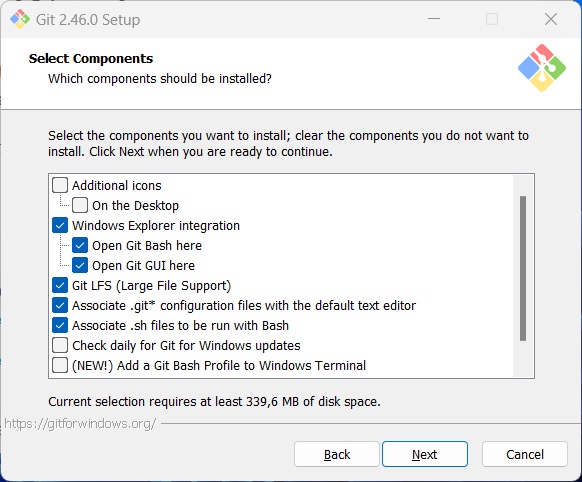 Git 2.46.0 Setup
Select Components
Which components should be installed?
Select the components you want to install; clear the components you do not want to
install. Click Next when you are ready to continue.
Additional icons
On the Desktop
Windows Explorer integration
Open Git Bash here
Open Git GUI here
Git LFS (Large File Support)
Associate .git* configuration files with the default text editor
Associate .sh files to be run with Bash
Check daily for Git for Windows updates
(NEW!) Add a Git Bash Profile to Windows Terminal
Current selection requires at least 339,6 MB of disk space.
https://gitforwindows.org/
Back
Next
Cancel